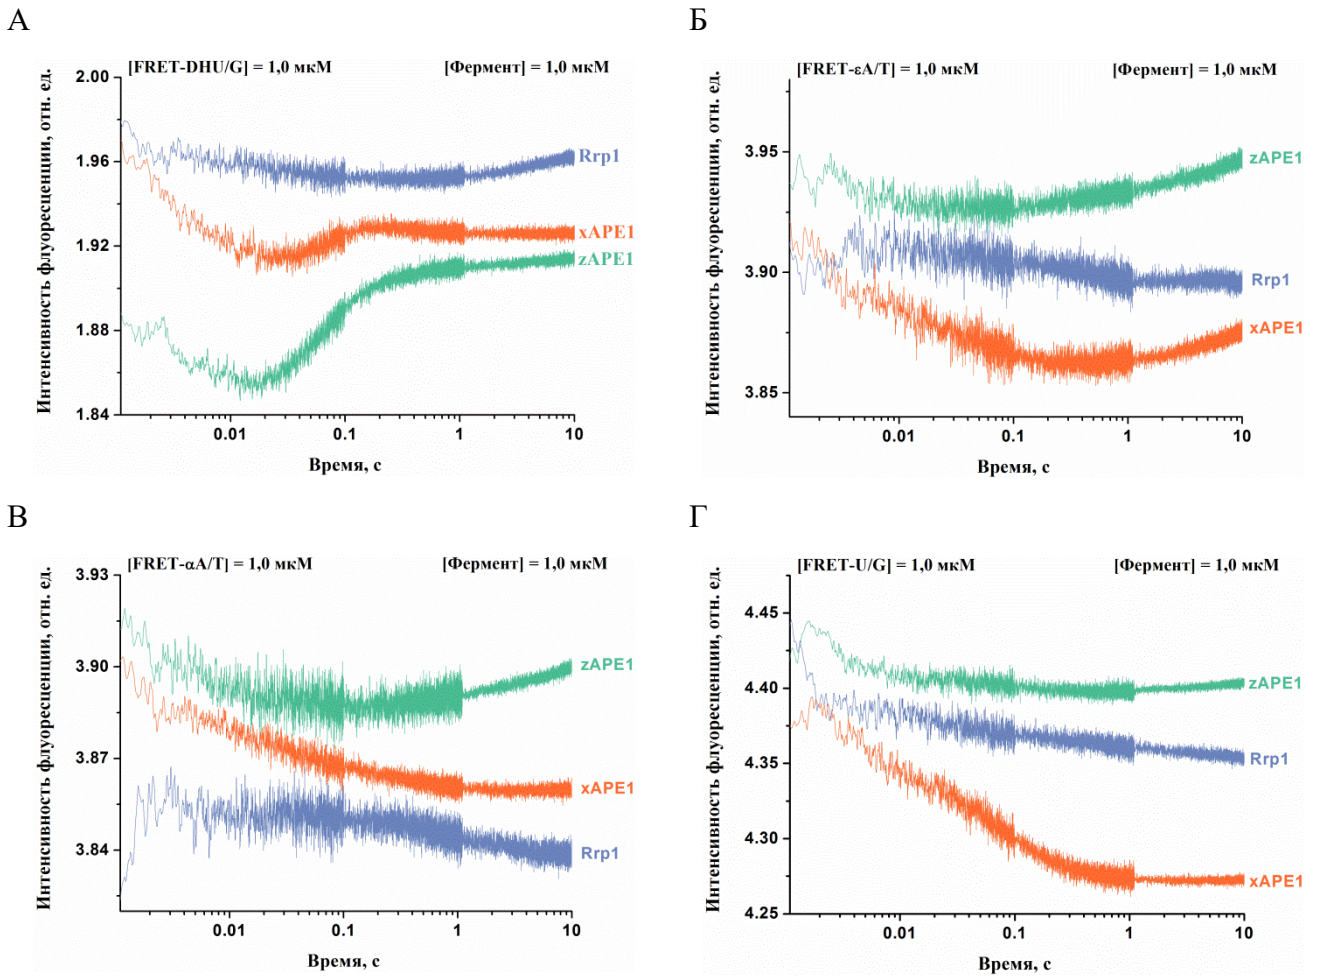 А
[FRET-DHU/G] = 1,0 мкМ [Фермент] = 1,0 мкМ
Интенсивность флуоресценции, отн. ед.
2.00
1.96
1.92
1.88
1.84
Rrp1
xAPE1
zAPE1
0.01 0.1 1 10
Время, с
Б
[FRET-εA/T] = 1,0 мкМ [Фермент] = 1,0 мкМ
Интенсивность флуоресценции, отн. ед.
3.95
3.90
3.85
zAPE1
Rrp1
xAPE1
0.01 0.1 1 10
Время, с
В
[FRET-αA/T] = 1,0 мкМ [Фермент] = 1,0 мкМ
Интенсивность флуоресценции, отн. ед.
3.93
3.90
3.87
3.84
zAPE1
xAPE1
Rrp1
0.01 0.1 1 10
Время, с
Г
[FRET-U/G] = 1,0 мкМ [Фермент] = 1,0 мкМ
Интенсивность флуоресценции, отн. ед.
4.45
4.40
4.35
4.30
4.25
zAPE1
Rrp1
xAPE1
0.01 0.1 1 10
Время, с